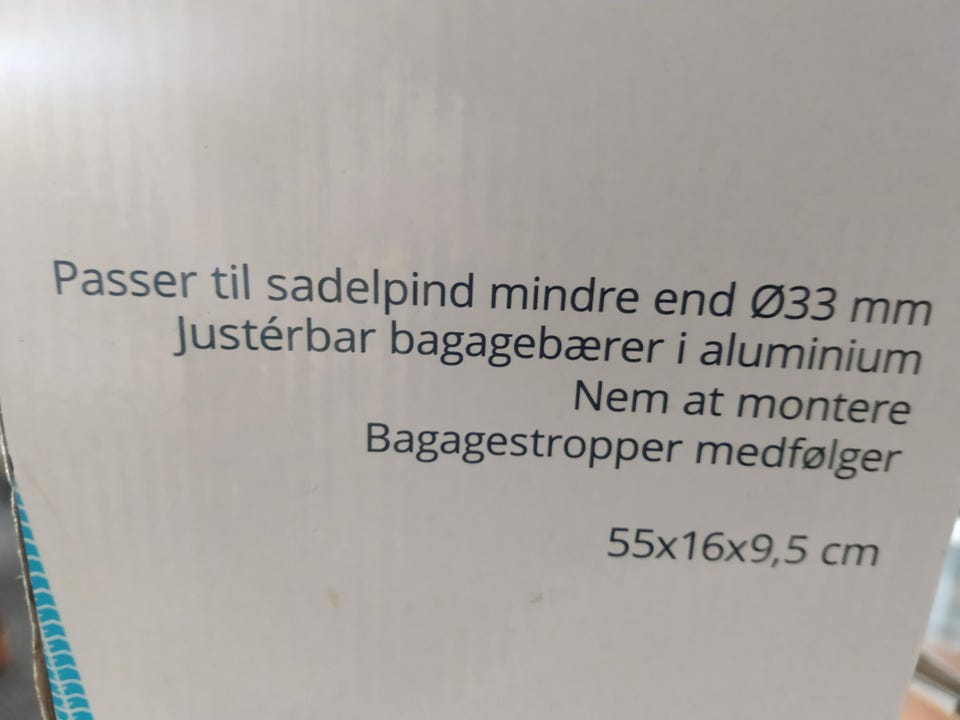 Passer til sadelpind mindre end Ø33 mm
Justérbar bagagebærer i aluminium
Nem at montere
Bagagestropper medfølger
55x16x9,5 cm